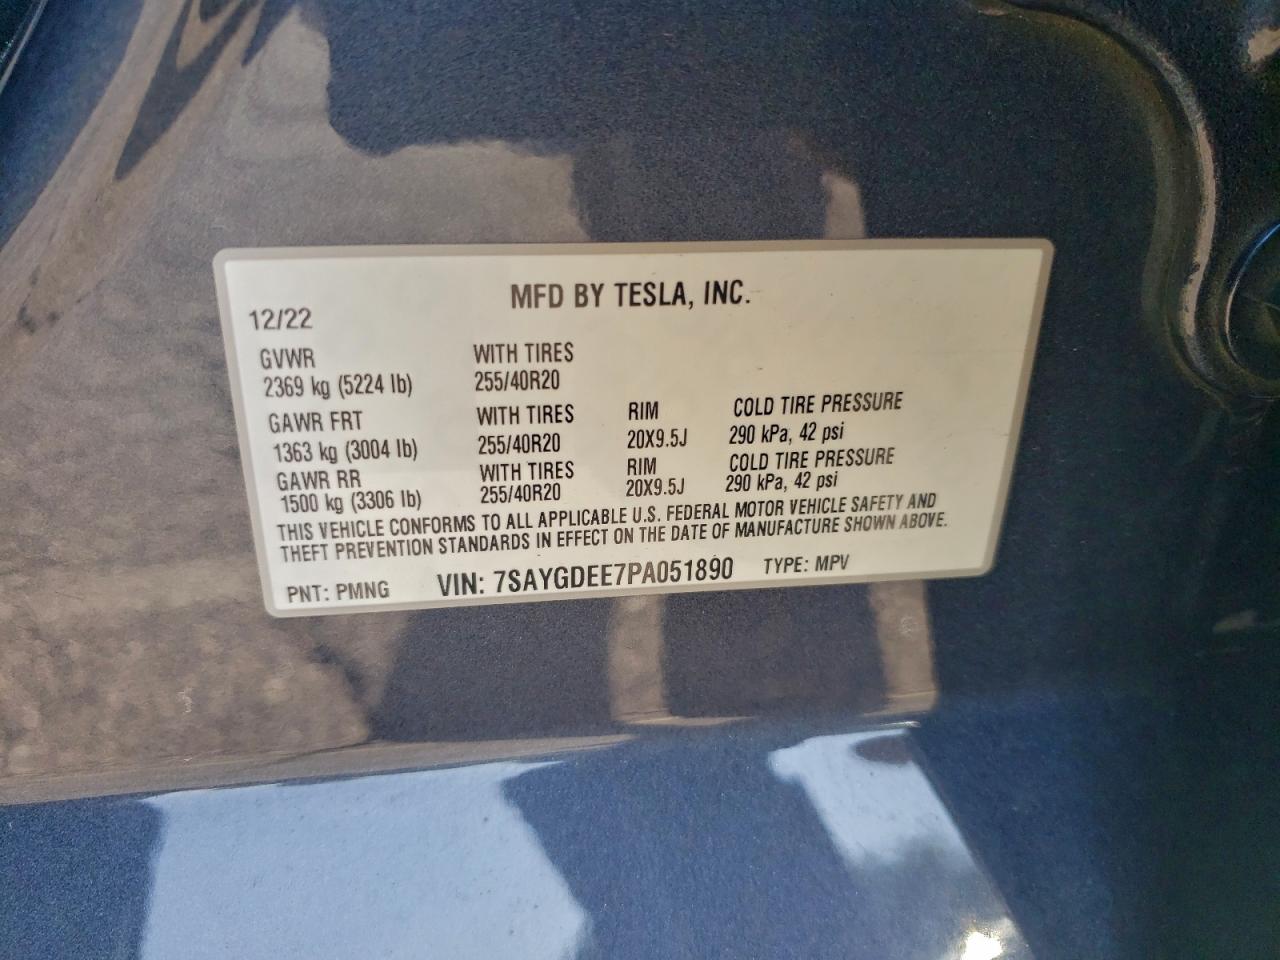 MFD BY TESLA, INC.
12/22
GVWR WITH TIRES
2369 kg (5224 lb) 255/40R20
GAWR FRT WITH TIRES RIM COLD TIRE PRESSURE
1363 kg (3004 lb) 255/40R20 20X9.5J 290 kPa, 42 psi
GAWR RR WITH TIRES RIM COLD TIRE PRESSURE
1500 kg (3306 lb) 255/40R20 20X9.5J 290 kPa, 42 psi
THIS VEHICLE CONFORMS TO ALL APPLICABLE U.S. FEDERAL MOTOR VEHICLE SAFETY AND
THEFT PREVENTION STANDARDS IN EFFECT ON THE DATE OF MANUFACTURE SHOWN ABOVE.
PNT: PMNG VIN: 7SAYGDEE7PA051890 TYPE: MPV